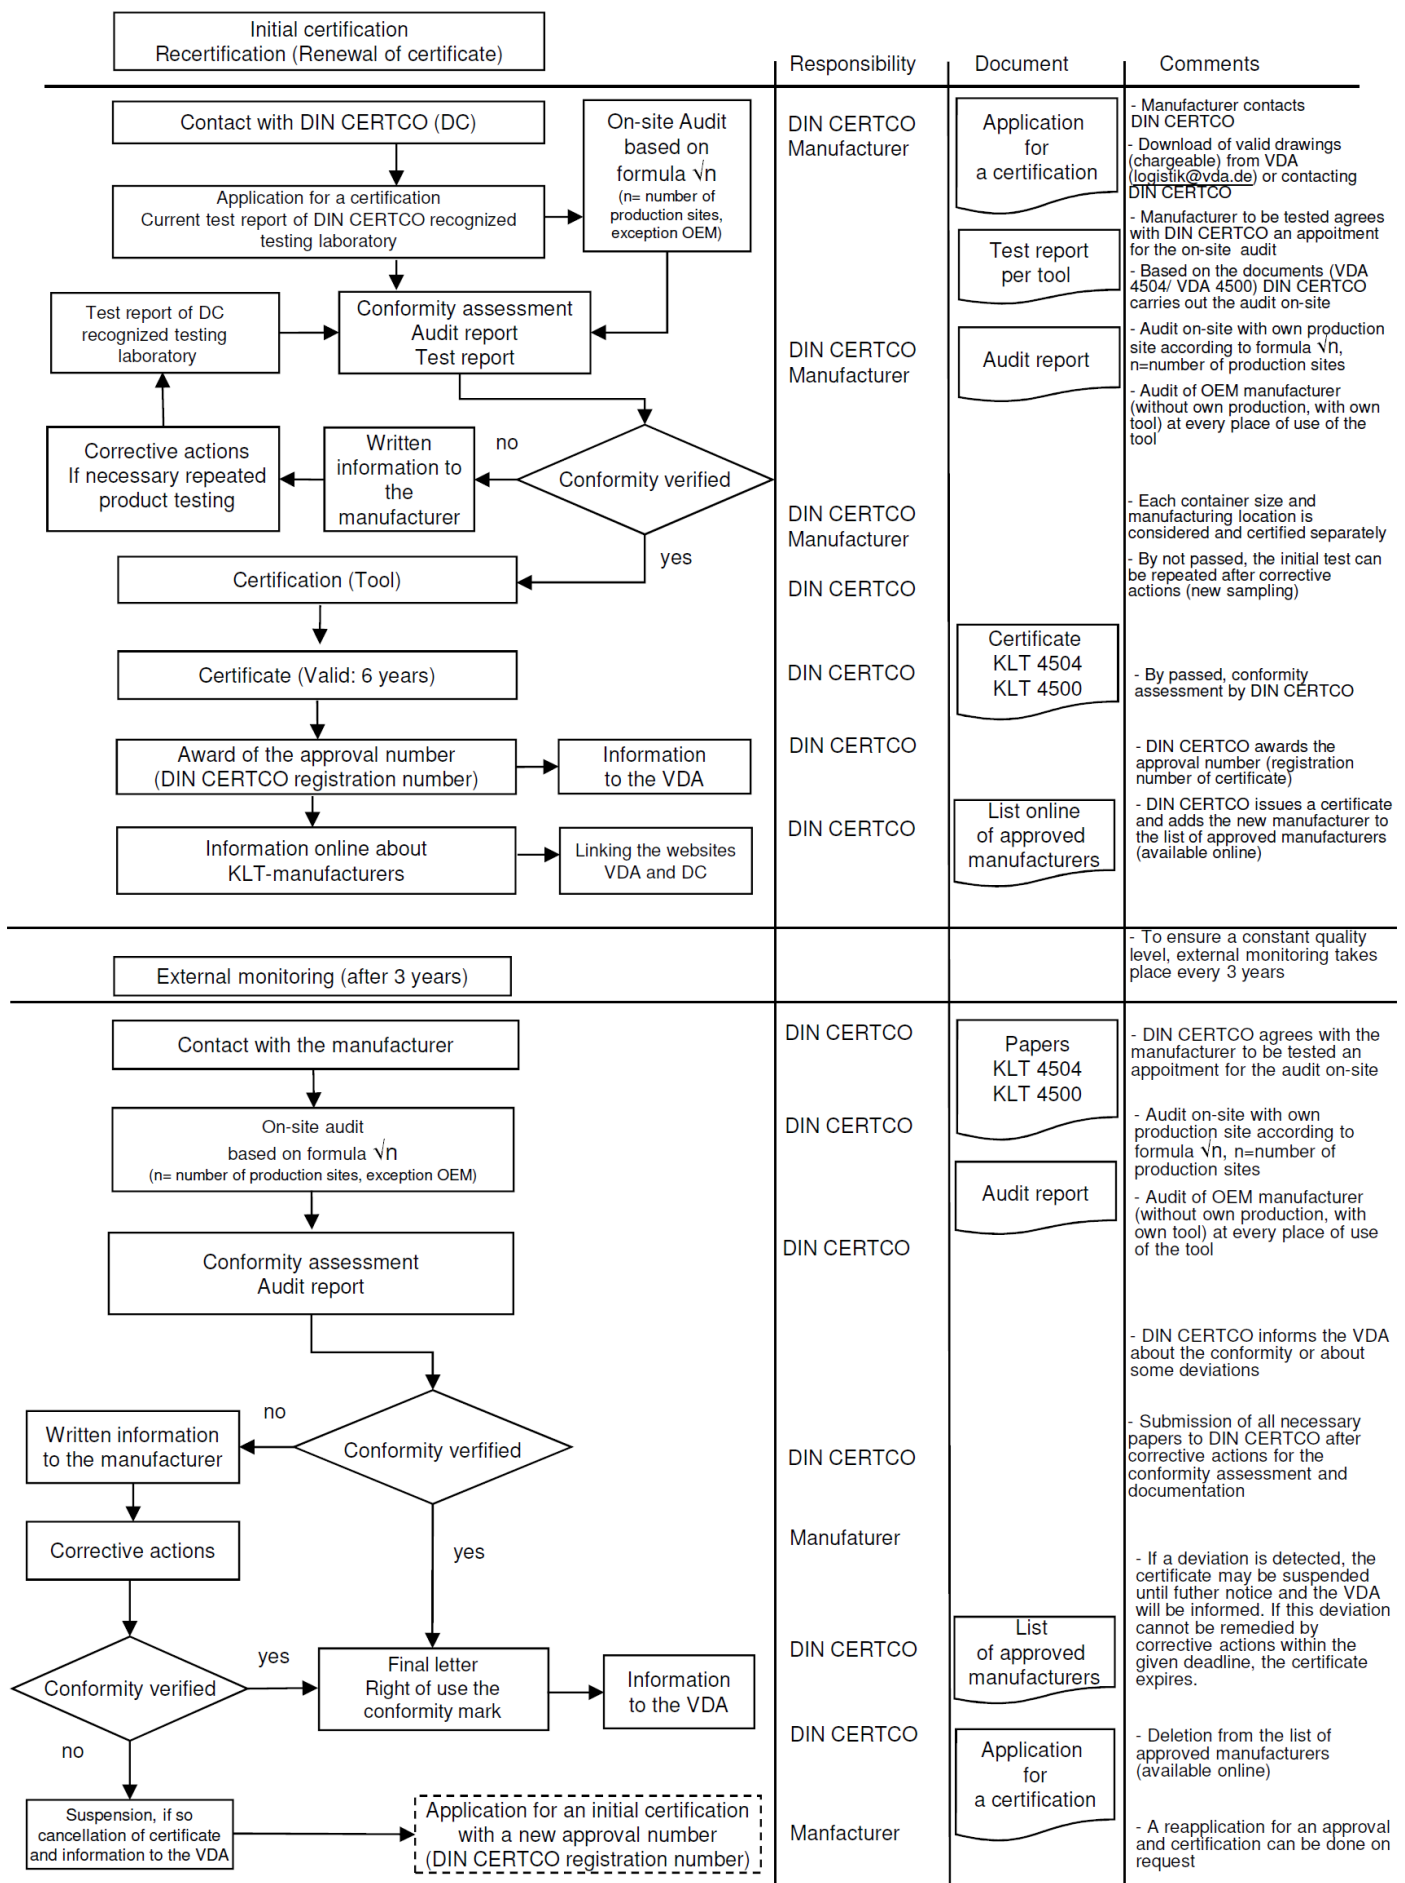 Initial certification
Recertification (Renewal of certificate)
Responsibility
Document
Comments
Contact with DIN CERTCO (DC)
Application for a certification
Current test report of DIN CERTCO recognized
testing laboratory
On-site Audit
based on
formula √n
(n= number of
production sites,
exception OEM)
Test report of DC
recognized testing
laboratory
Conformity assessment
Audit report
Test report
Corrective actions
If necessary repeated
product testing
Written
information to
the
manufacturer
no
Conformity verified
yes
Certification (Tool)
Certificate (Valid: 6 years)
Award of the approval number
(DIN CERTCO registration number)
Information
to the VDA
Information online about
KLT-manufacturers
Linking the websites
VDA and DC
DIN CERTCO
Manufacturer
DIN CERTCO
Manufacturer
DIN CERTCO
Manufacturer
DIN CERTCO
DIN CERTCO
DIN CERTCO
DIN CERTCO
Application
for
a certification
Test report
per tool
Audit report
Certificate
KLT 4504
KLT 4500
List online
of approved
manufacturers
- Manufacturer contacts
DIN CERTCO
- Download of valid drawings
(chargeable) from VDA
(logistik@vda.de) or contacting
DIN CERTCO
- Manufacturer to be tested agrees
with DIN CERTCO an appoitment
for the on-site audit
- Based on the documents (VDA
4504/ VDA 4500) DIN CERTCO
carries out the audit on-site
- Audit on-site with own production
site according to formula √n,
n=number of production sites
- Audit of OEM manufacturer
(without own production, with own
tool) at every place of use of the
tool
- Each container size and
manufacturing location is
considered and certified separately
- By not passed, the initial test can
be repeated after corrective
actions (new sampling)
- By passed, conformity
assessment by DIN CERTCO
- DIN CERTCO awards the
approval number (registration
number of certificate)
- DIN CERTCO issues a certificate
and adds the new manufacturer to
the list of approved manufacturers
(available online)
External monitoring (after 3 years)
- To ensure a constant quality
level, external monitoring takes
place every 3 years
Contact with the manufacturer
On-site audit
based on formula √n
(n= number of production sites, exception OEM)
Conformity assessment
Audit report
Conformity verfified
no
yes
Written information
to the manufacturer
Corrective actions
Conformity verified
yes
no
Final letter
Right of use the
conformity mark
Information
to the VDA
Suspension, if so
cancellation of certificate
and information to the VDA
Application for an initial certification
with a new approval number
(DIN CERTCO registration number)
DIN CERTCO
DIN CERTCO
DIN CERTCO
DIN CERTCO
Manufaturer
DIN CERTCO
DIN CERTCO
Manfacturer
Papers
KLT 4504
KLT 4500
Audit report
List
of approved
manufacturers
Application
for
a certification
- DIN CERTCO agrees with the
manufacturer to be tested an
appoitment for the audit on-site
- Audit on-site with own
production site according to
formula √n, n=number of
production sites
- Audit of OEM manufacturer
(without own production, with
own tool) at every place of use
of the tool
- DIN CERTCO informs the VDA
about the conformity or about
some deviations
- Submission of all necessary
papers to DIN CERTCO after
corrective actions for the
conformity assessment and
documentation
- If a deviation is detected, the
certificate may be suspended
until futher notice and the VDA
will be informed. If this deviation
cannot be remedied by
corrective actions within the
given deadline, the certificate
expires.
- Deletion from the list of
approved manufacturers
(available online)
- A reapplication for an approval
and certification can be done on
request